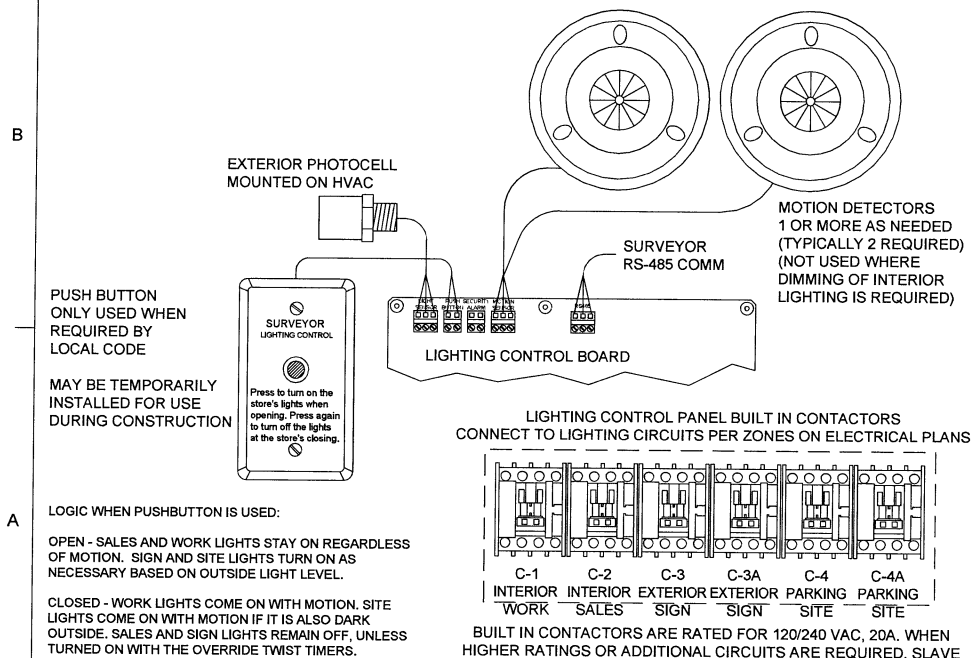 B
EXTERIOR PHOTOCELL
MOUNTED ON HVAC
MOTION DETECTORS
1 OR MORE AS NEEDED
(TYPICALLY 2 REQUIRED)
(NOT USED WHERE
DIMMING OF INTERIOR
LIGHTING IS REQUIRED)
SURVEYOR
RS-485 COMM
PUSH BUTTON
ONLY USED WHEN
REQUIRED BY
LOCAL CODE
MAY BE TEMPORARILY
INSTALLED FOR USE
DURING CONSTRUCTION
SURVEYOR
LIGHTING CONTROL
Press to turn on the
store's lights when
opening. Press again
to turn off the lights
at the store's closing.
LIGHT
SENSOR
PUSH
BUTTON
SECURITY
ALARM
MOTION
SENSOR
RS485
LIGHTING CONTROL BOARD
LIGHTING CONTROL PANEL BUILT IN CONTACTORS
CONNECT TO LIGHTING CIRCUITS PER ZONES ON ELECTRICAL PLANS
C-1 C-2 C-3 C-3A C-4 C-4A
INTERIOR INTERIOR EXTERIOR EXTERIOR PARKING PARKING
WORK SALES SIGN SIGN SITE SITE
BUILT IN CONTACTORS ARE RATED FOR 120/240 VAC, 20A. WHEN
HIGHER RATINGS OR ADDITIONAL CIRCUITS ARE REQUIRED, SLAVE
A
LOGIC WHEN PUSHBUTTON IS USED:
OPEN - SALES AND WORK LIGHTS STAY ON REGARDLESS
OF MOTION. SIGN AND SITE LIGHTS TURN ON AS
NECESSARY BASED ON OUTSIDE LIGHT LEVEL.
CLOSED - WORK LIGHTS COME ON WITH MOTION. SITE
LIGHTS COME ON WITH MOTION IF IT IS ALSO DARK
OUTSIDE. SALES AND SIGN LIGHTS REMAIN OFF, UNLESS
TURNED ON WITH THE OVERRIDE TWIST TIMERS.